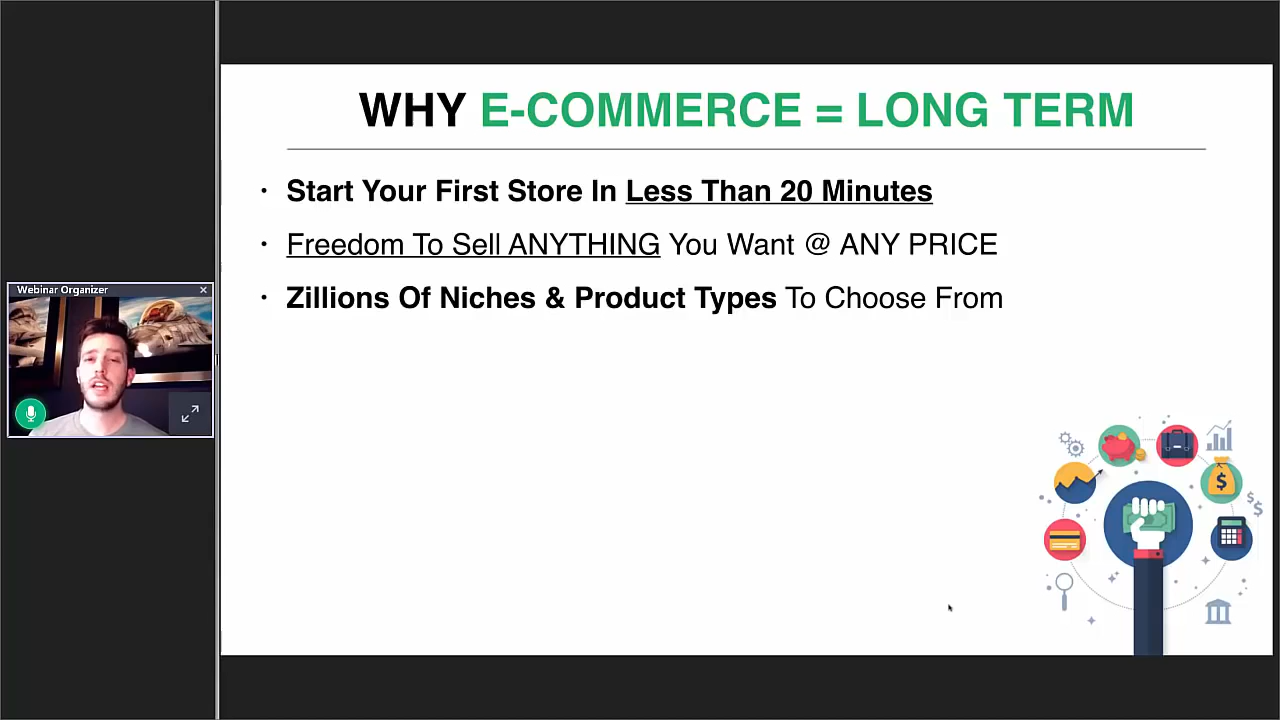 WHY E-COMMERCE = LONG TERM
• Start Your First Store In Less Than 20 Minutes
• Freedom To Sell ANYTHING You Want @ ANY PRICE
• Zillions Of Niches & Product Types To Choose From
Webinar Organizer